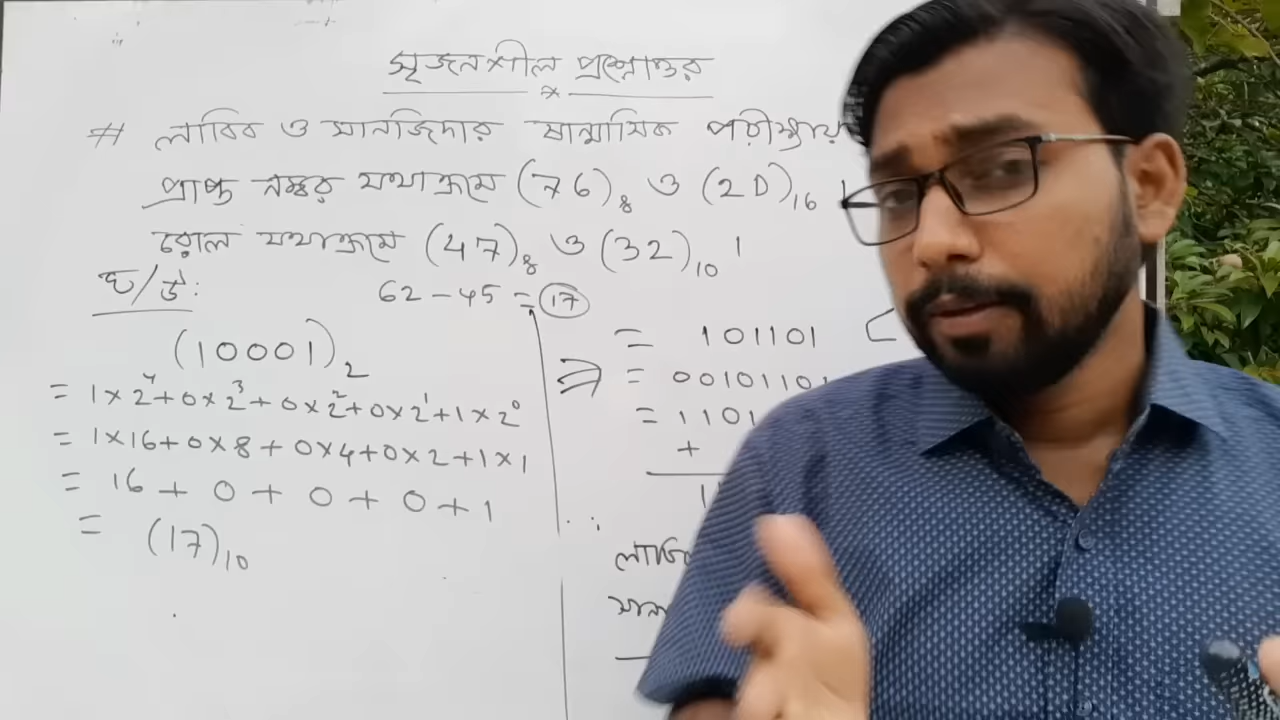 সৃজনশীল প্রশ্নোত্তর
# লাবিব ও সানজিদার ষান্মাসিক পরীক্ষায়
প্রাপ্ত নম্বর যথাক্রমে (76)₈ ও (2D)₁₆ ।
রোল যথাক্রমে (47)₈ ও (32)₁₀ ।
ঘ/উ:
62 - 45 = 17
(10001)₂
= 1×2⁴+0×2³+0×2²+0×2¹+1×2⁰
= 1×16+0×8+0×4+0×2+1×1
= 16 + 0 + 0 + 0 + 1
= (17)₁₀
= 101101
⇒ = 00101101
= 1101
+